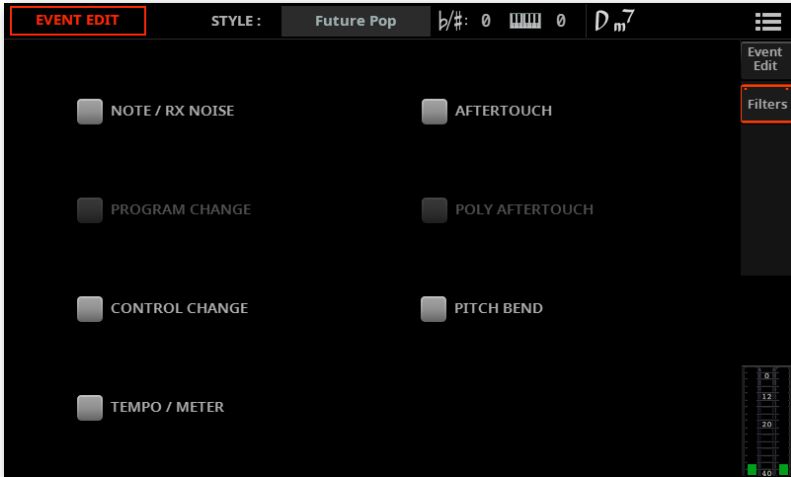 EVENT EDIT STYLE : Future Pop ♭/♯: 0 0 Dm7
Event
Edit
NOTE / RX NOISE AFTERTOUCH
Filters
PROGRAM CHANGE POLY AFTERTOUCH
CONTROL CHANGE PITCH BEND
0
12
TEMPO / METER
20
40